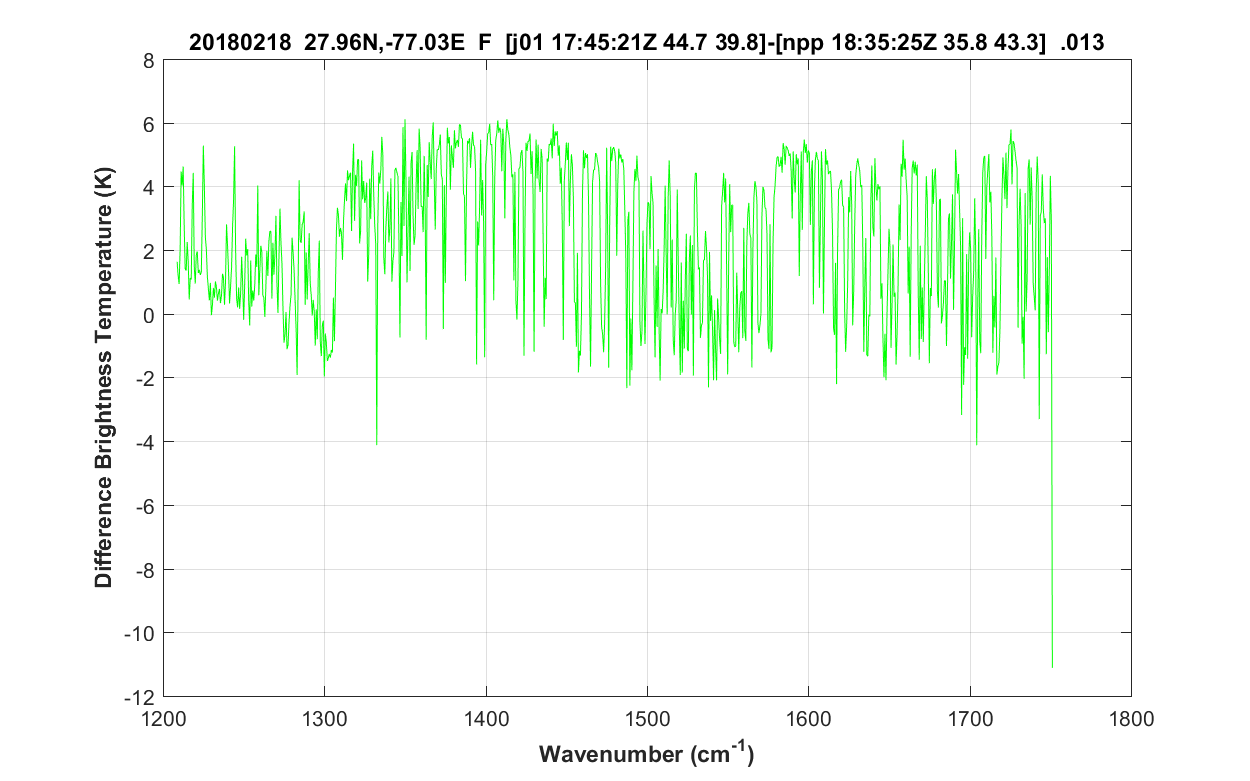 20180218  27.96N,-77.03E  F  [j01 17:45:21Z 44.7 39.8]-[npp 18:35:25Z 35.8 43.3]  .013
8
6
4
2
0
-2
-4
-6
-8
-10
-12
Difference Brightness Temperature (K)
1200 1300 1400 1500 1600 1700 1800
Wavenumber (cm⁻¹)